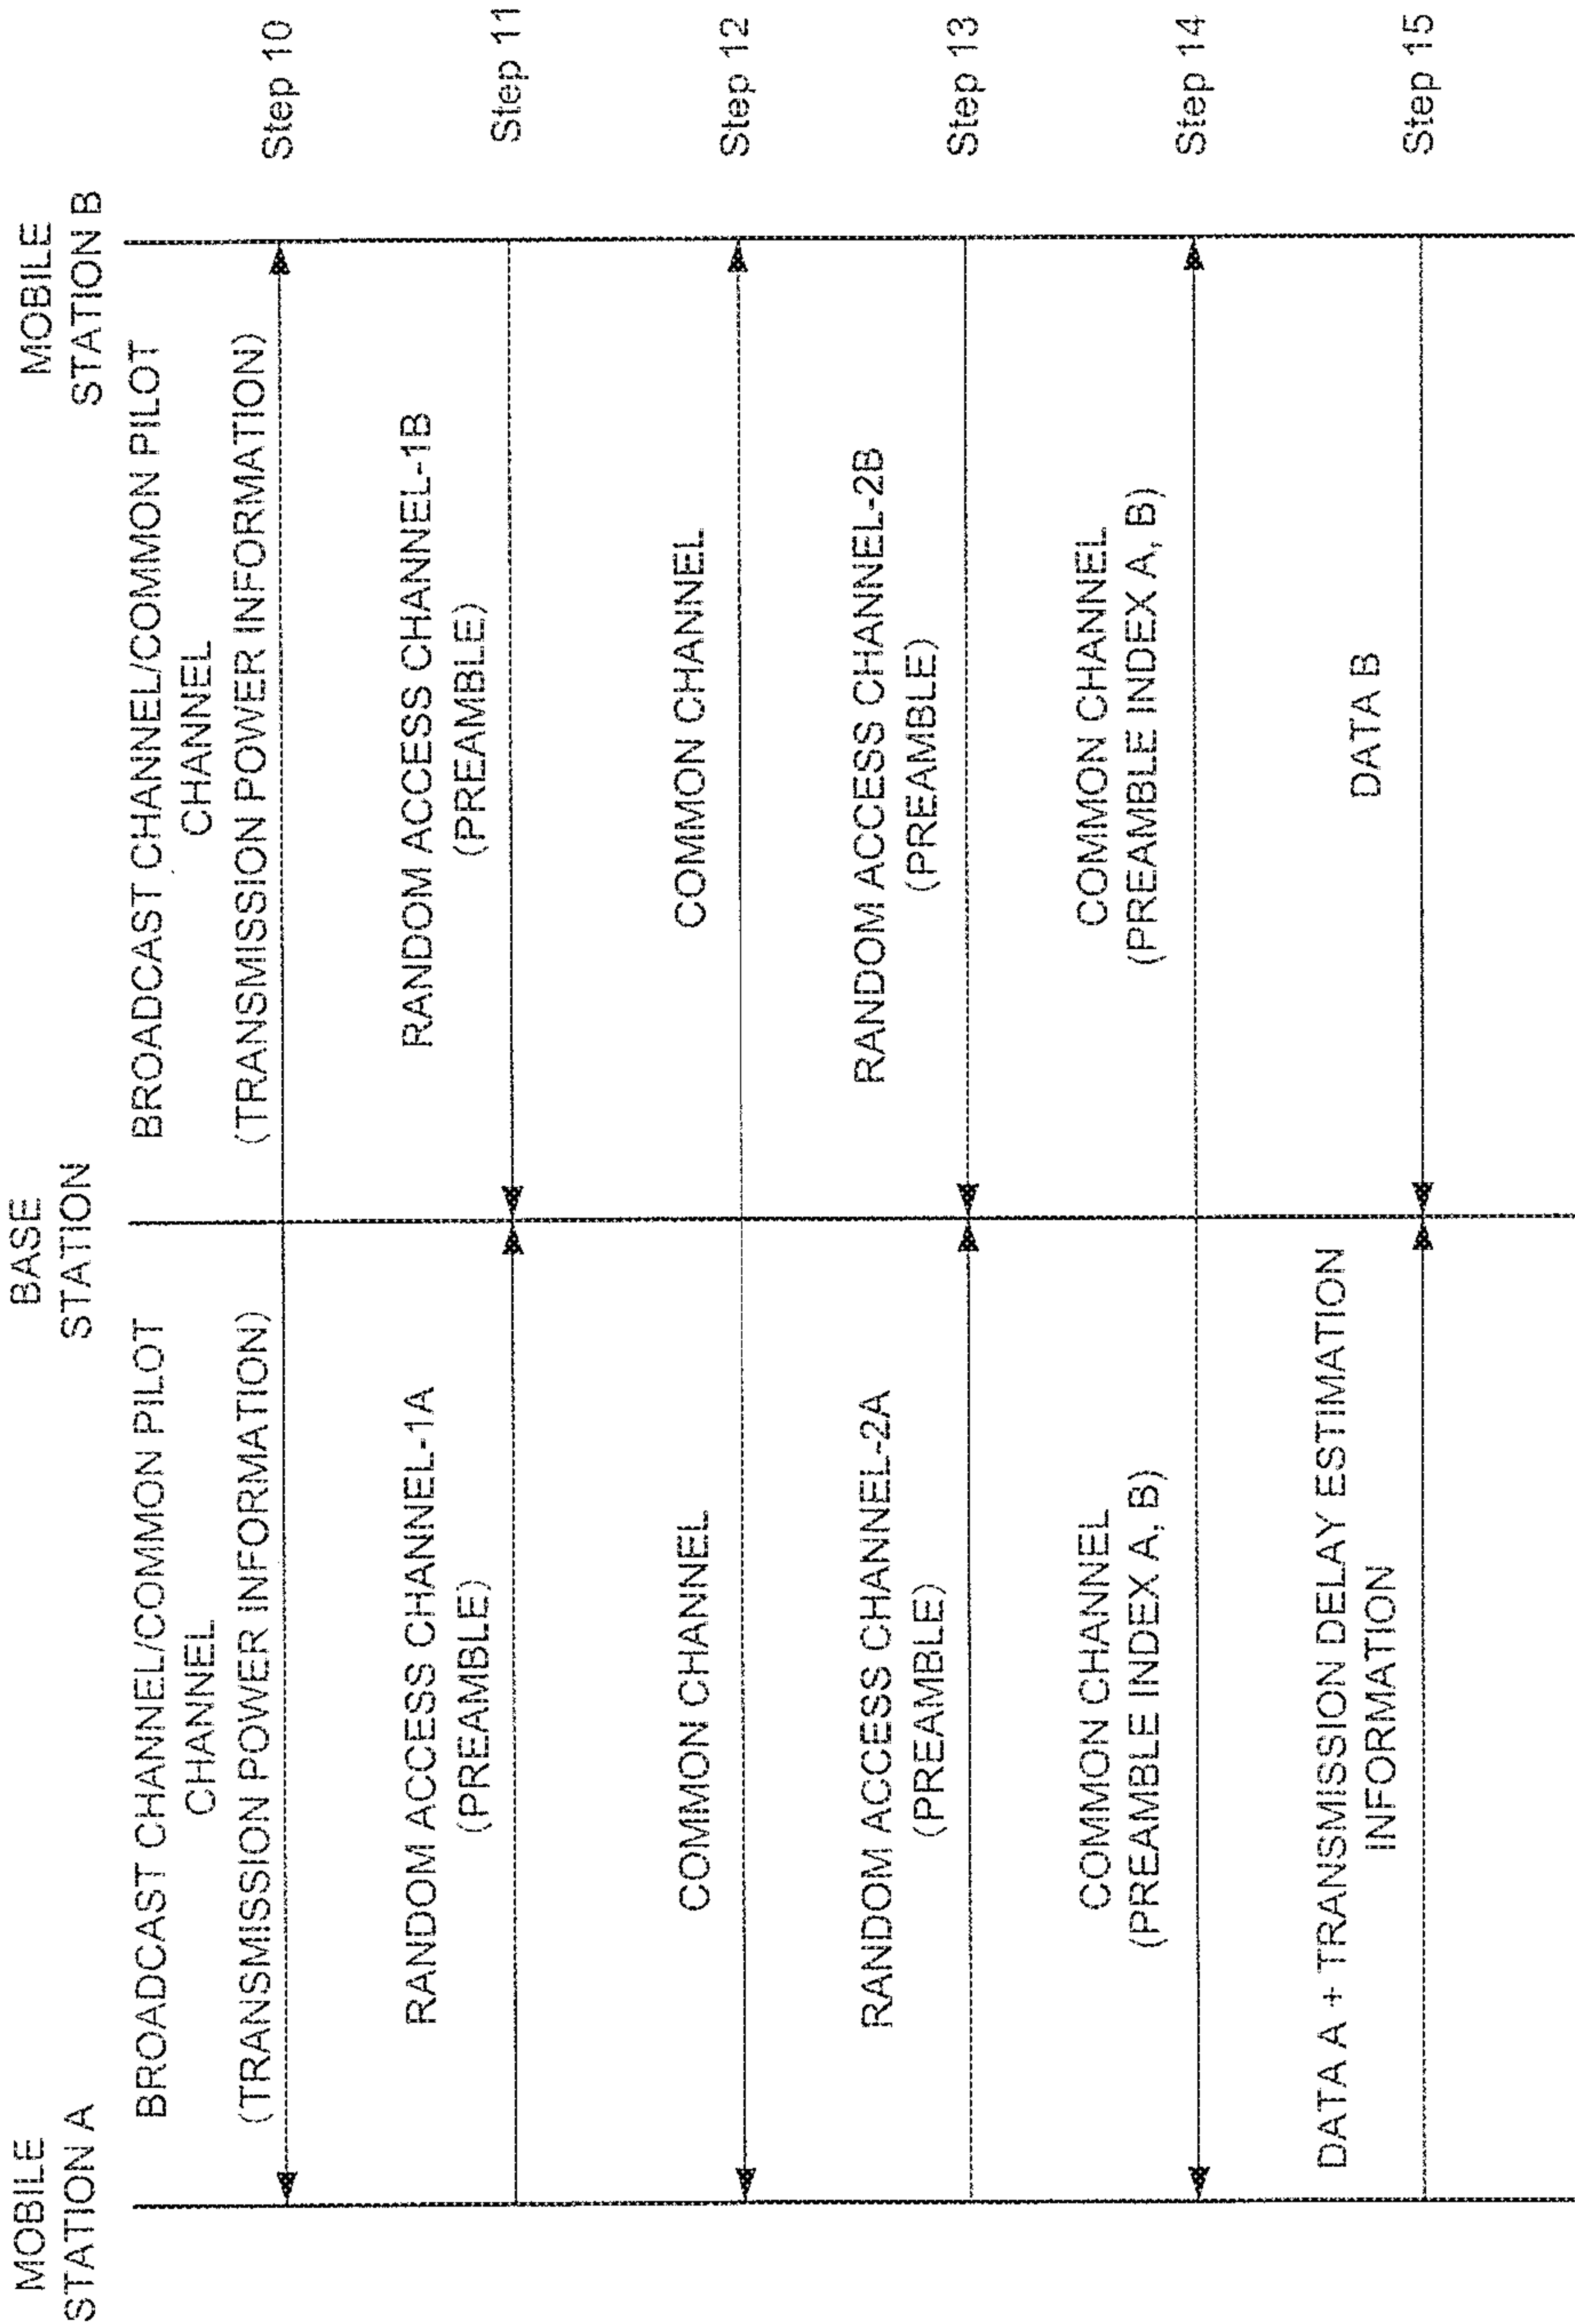 MOBILE
STATION A
BASE
STATION
MOBILE
STATION B
BROADCAST CHANNEL/COMMON PILOT
CHANNEL
(TRANSMISSION POWER INFORMATION)
BROADCAST CHANNEL/COMMON PILOT
CHANNEL
(TRANSMISSION POWER INFORMATION)
Step 10
RANDOM ACCESS CHANNEL-1A
(PREAMBLE)
RANDOM ACCESS CHANNEL-1B
(PREAMBLE)
Step 11
COMMON CHANNEL
COMMON CHANNEL
Step 12
RANDOM ACCESS CHANNEL-2A
(PREAMBLE)
RANDOM ACCESS CHANNEL-2B
(PREAMBLE)
Step 13
COMMON CHANNEL
(PREAMBLE INDEX A, B)
COMMON CHANNEL
(PREAMBLE INDEX A, B)
Step 14
DATA A + TRANSMISSION DELAY ESTIMATION
INFORMATION
DATA B
Step 15